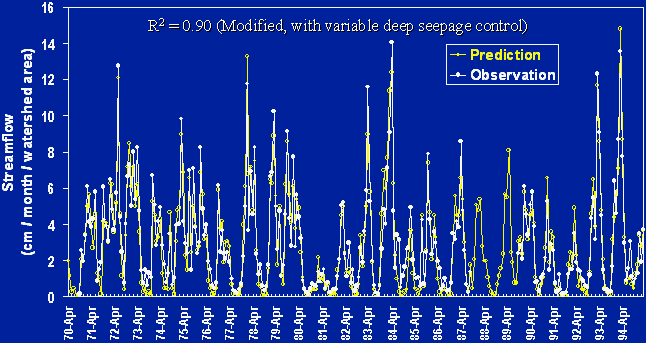 R² = 0.90 (Modified, with variable deep seepage control)
Prediction
Observation
Streamflow
(cm / month / watershed area)
16
14
12
10
8
6
4
2
0
70-Apr
71-Apr
72-Apr
73-Apr
74-Apr
75-Apr
76-Apr
77-Apr
78-Apr
79-Apr
80-Apr
81-Apr
82-Apr
83-Apr
84-Apr
85-Apr
86-Apr
87-Apr
88-Apr
89-Apr
90-Apr
91-Apr
92-Apr
93-Apr
94-Apr